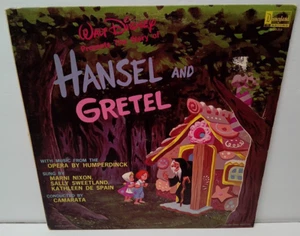 Walt Disney
Presents the Story of
HANSEL AND
GRETEL
WITH MUSIC FROM THE
OPERA BY HUMPERDINCK
SUNG BY
MARNI NIXON,
SALLY SWEETLAND,
KATHLEEN DE SPAIN
CONDUCTED BY
CAMARATA
Disneyland